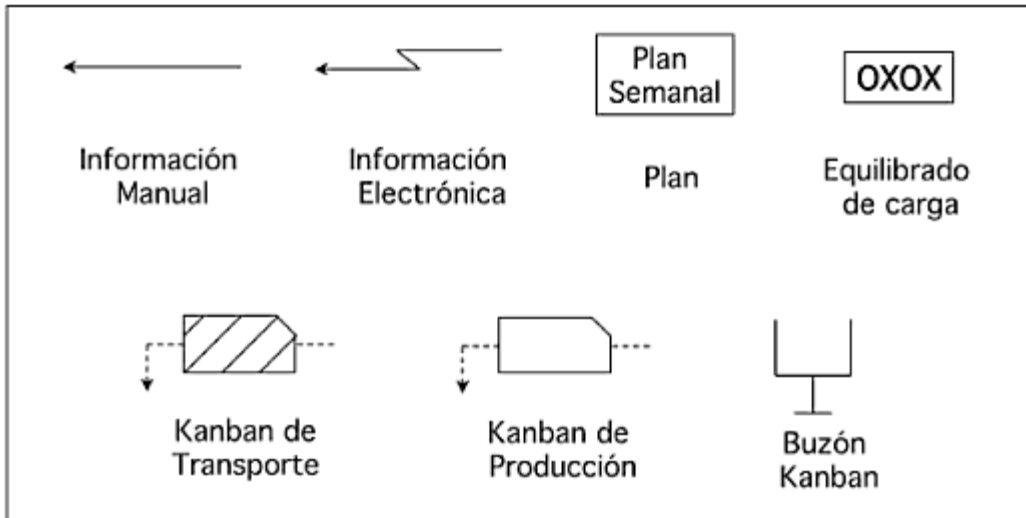 Plan
Semanal
OXOX
Información
Manual
Información
Electrónica
Plan
Equilibrado
de carga
Kanban de
Transporte
Kanban de
Producción
Buzón
Kanban